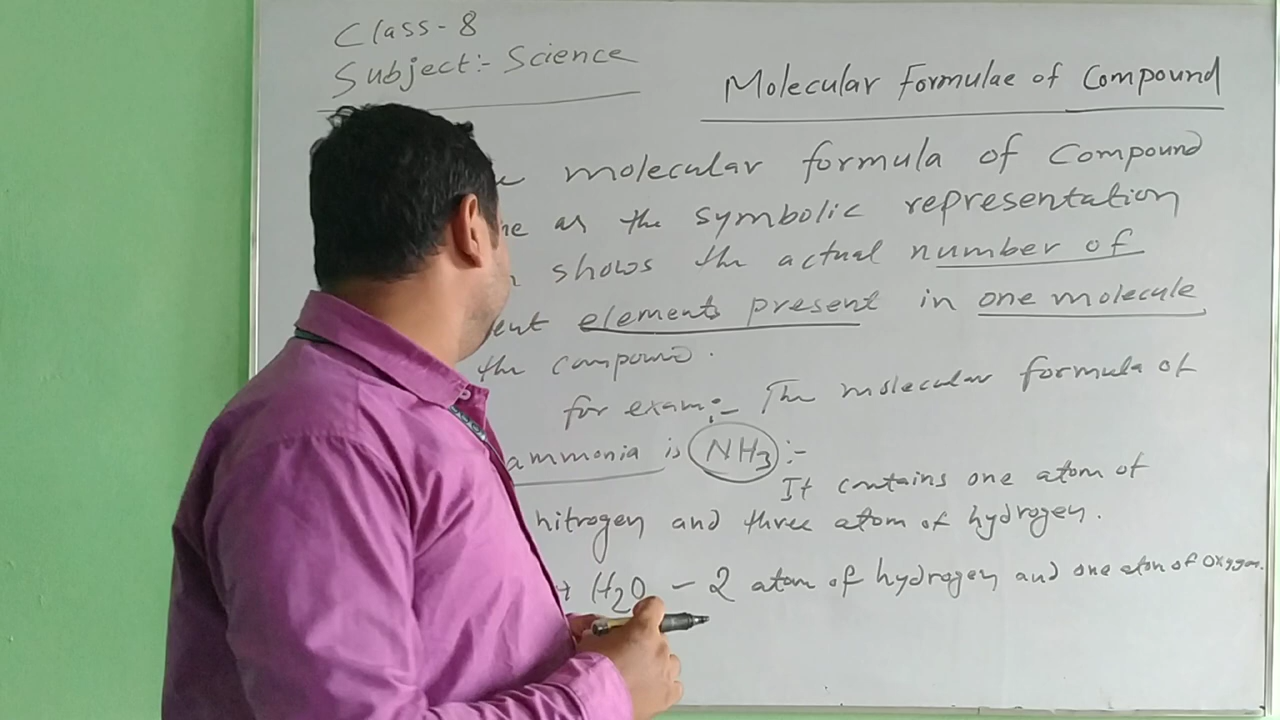 Class-8
Subject:- Science
Molecular Formulae of Compound
molecular formula of Compound
as the symbolic representation
shows the actual number of
elements present in one molecule
the compound.
for exam:- The molecular formula of
ammonia is NH3 :-
It contains one atom of
nitrogen and three atom of hydrogen.
H2O - 2 atom of hydrogen and one atom of oxygen.